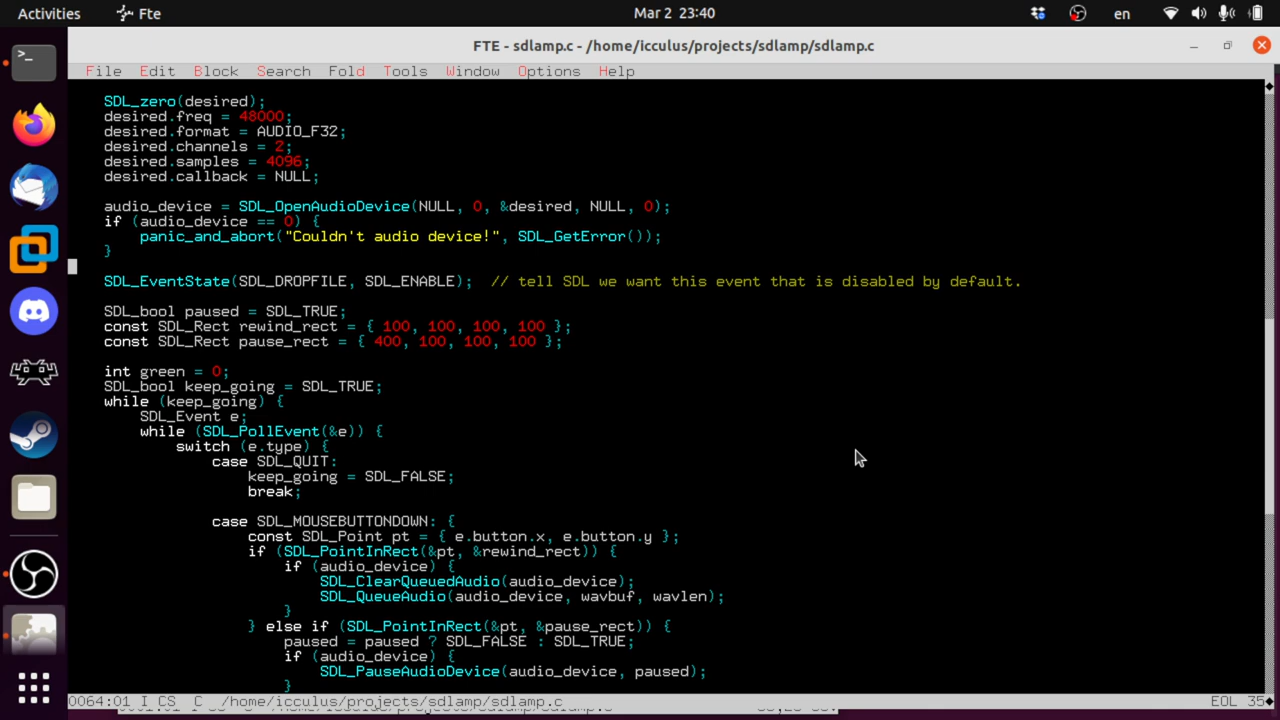 Activities Fte Mar 2 23:40 en
FTE - sdlamp.c - /home/icculus/projects/sdlamp/sdlamp.c
File Edit Block Search Fold Tools Window Options Help
SDL_zero(desired);
desired.freq = 48000;
desired.format = AUDIO_F32;
desired.channels = 2;
desired.samples = 4096;
desired.callback = NULL;
audio_device = SDL_OpenAudioDevice(NULL, 0, &desired, NULL, 0);
if (audio_device == 0) {
panic_and_abort("Couldn't audio device!", SDL_GetError());
}
SDL_EventState(SDL_DROPFILE, SDL_ENABLE); // tell SDL we want this event that is disabled by default.
SDL_bool paused = SDL_TRUE;
const SDL_Rect rewind_rect = { 100, 100, 100, 100 };
const SDL_Rect pause_rect = { 400, 100, 100, 100 };
int green = 0;
SDL_bool keep_going = SDL_TRUE;
while (keep_going) {
SDL_Event e;
while (SDL_PollEvent(&e)) {
switch (e.type) {
case SDL_QUIT:
keep_going = SDL_FALSE;
break;
case SDL_MOUSEBUTTONDOWN: {
const SDL_Point pt = { e.button.x, e.button.y };
if (SDL_PointInRect(&pt, &rewind_rect)) {
if (audio_device) {
SDL_ClearQueuedAudio(audio_device);
SDL_QueueAudio(audio_device, wavbuf, wavlen);
}
} else if (SDL_PointInRect(&pt, &pause_rect)) {
paused = paused ? SDL_FALSE : SDL_TRUE;
if (audio_device) {
SDL_PauseAudioDevice(audio_device, paused);
}
0064:01 I CS C /home/icculus/projects/sdlamp/sdlamp.c EOL 35